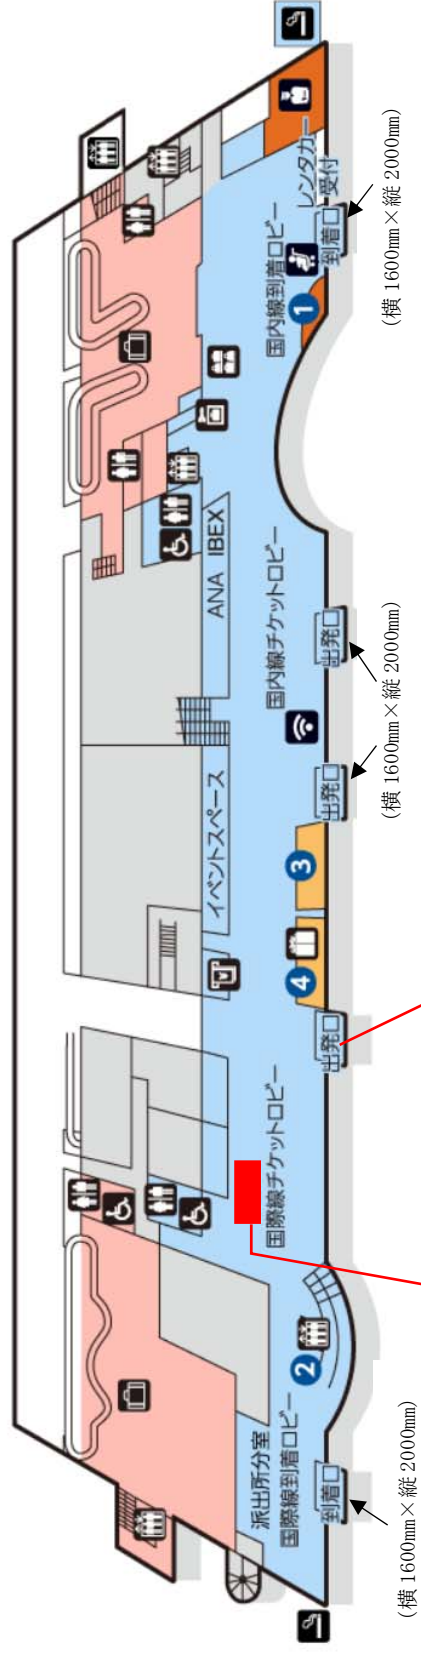 (横 1600mm×縦 2000mm)
到着口
派出所分室
国際線到着ロビー
2
国際線チケットロビー
出発口
4
3
イベントスペース
出発口
(横 1600mm×縦 2000mm)
国内線チケットロビー
ANA IBEX
出発口
(横 1600mm×縦 2000mm)
1
国内線到着ロビー
到着口
レンタカー
受付
(横 1600mm×縦 2000mm)